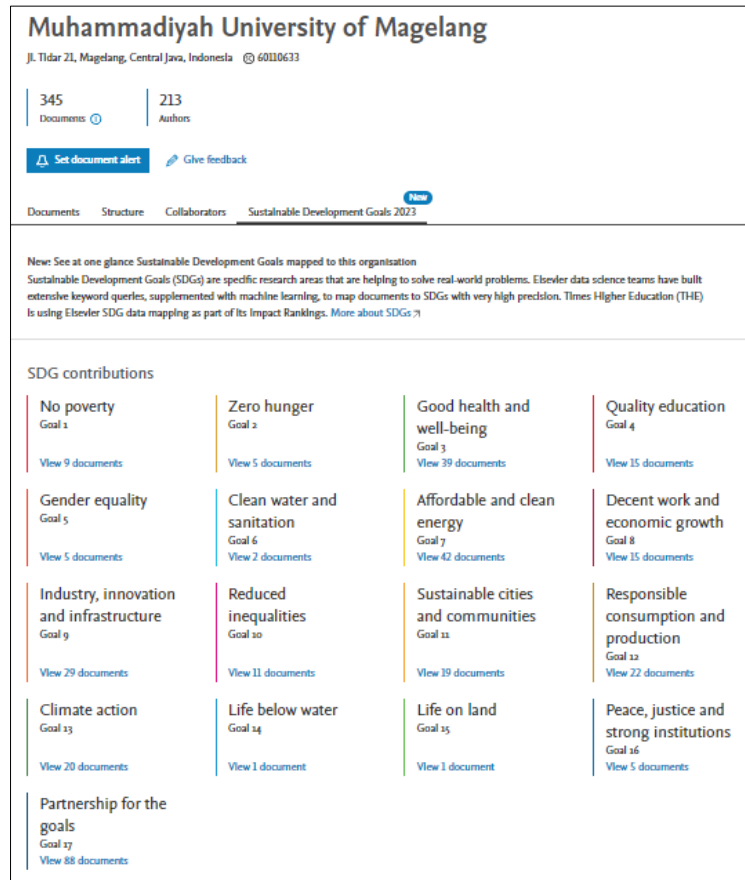 Muhammadiyah University of Magelang
Jl. Tidar 21, Magelang, Central Java, Indonesia 60110633
345
Documents
213
Authors
Set document alert
Give feedback
New
Documents
Structure
Collaborators
Sustainable Development Goals 2023
New: See at one glance Sustainable Development Goals mapped to this organisation
Sustainable Development Goals (SDGs) are specific research areas that are helping to solve real-world problems. Elsevier data science teams have built
extensive keyword queries, supplemented with machine learning, to map documents to SDGs with very high precision. Times Higher Education (THE)
is using Elsevier SDG data mapping as part of its Impact Rankings. More about SDGs ↗
SDG contributions
No poverty
Goal 1
View 9 documents
Zero hunger
Goal 2
View 5 documents
Good health and
well-being
Goal 3
View 39 documents
Quality education
Goal 4
View 15 documents
Gender equality
Goal 5
View 5 documents
Clean water and
sanitation
Goal 6
View 2 documents
Affordable and clean
energy
Goal 7
View 42 documents
Decent work and
economic growth
Goal 8
View 15 documents
Industry, innovation
and infrastructure
Goal 9
View 29 documents
Reduced
inequalities
Goal 10
View 11 documents
Sustainable cities
and communities
Goal 11
View 19 documents
Responsible
consumption and
production
Goal 12
View 22 documents
Climate action
Goal 13
View 20 documents
Life below water
Goal 14
View 1 document
Life on land
Goal 15
View 1 document
Peace, justice and
strong institutions
Goal 16
View 5 documents
Partnership for the
goals
Goal 17
View 88 documents